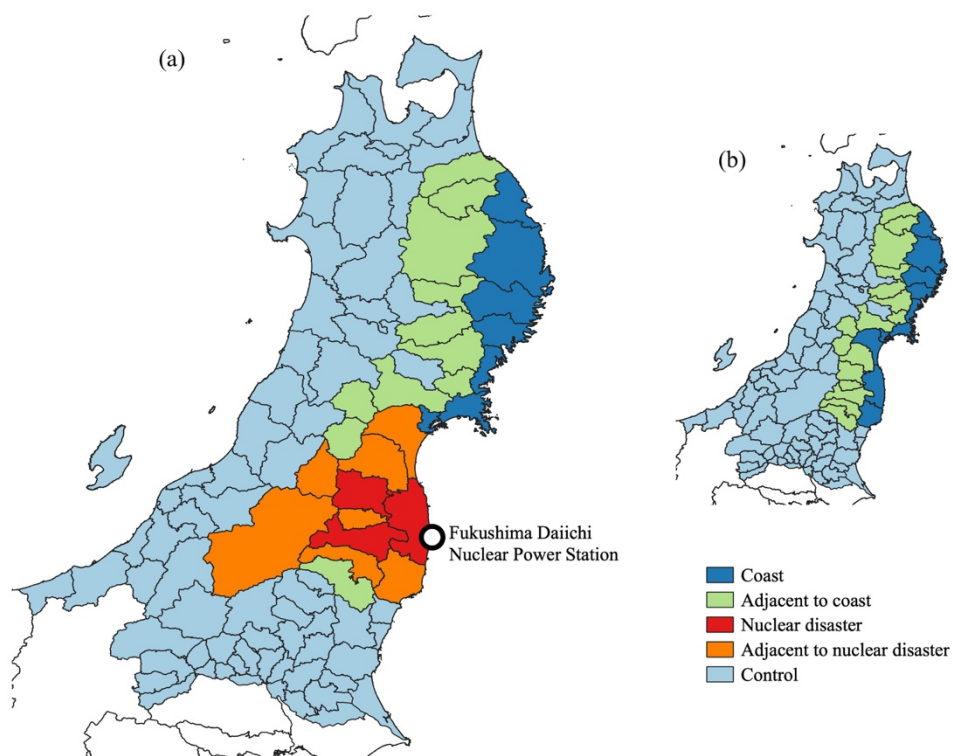 (a)
(b)
Fukushima Daiichi
Nuclear Power Station
Coast
Adjacent to coast
Nuclear disaster
Adjacent to nuclear disaster
Control